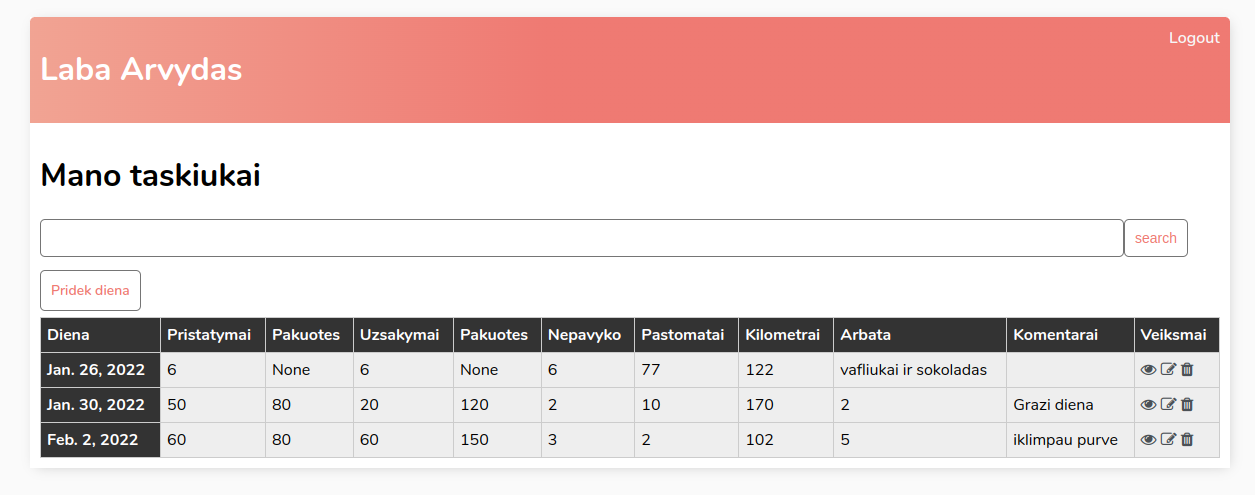 Logout
Laba Arvydas
Mano taskiukai
search
Pridek diena
Diena Pristatymai Pakuotes Uzsakymai Pakuotes Nepavyko Pastomatai Kilometrai Arbata Komentarai Veiksmai
Jan. 26, 2022 6 None 6 None 6 77 122 vafliukai ir sokoladas
Jan. 30, 2022 50 80 20 120 2 10 170 2 Grazi diena
Feb. 2, 2022 60 80 60 150 3 2 102 5 iklimpau purve